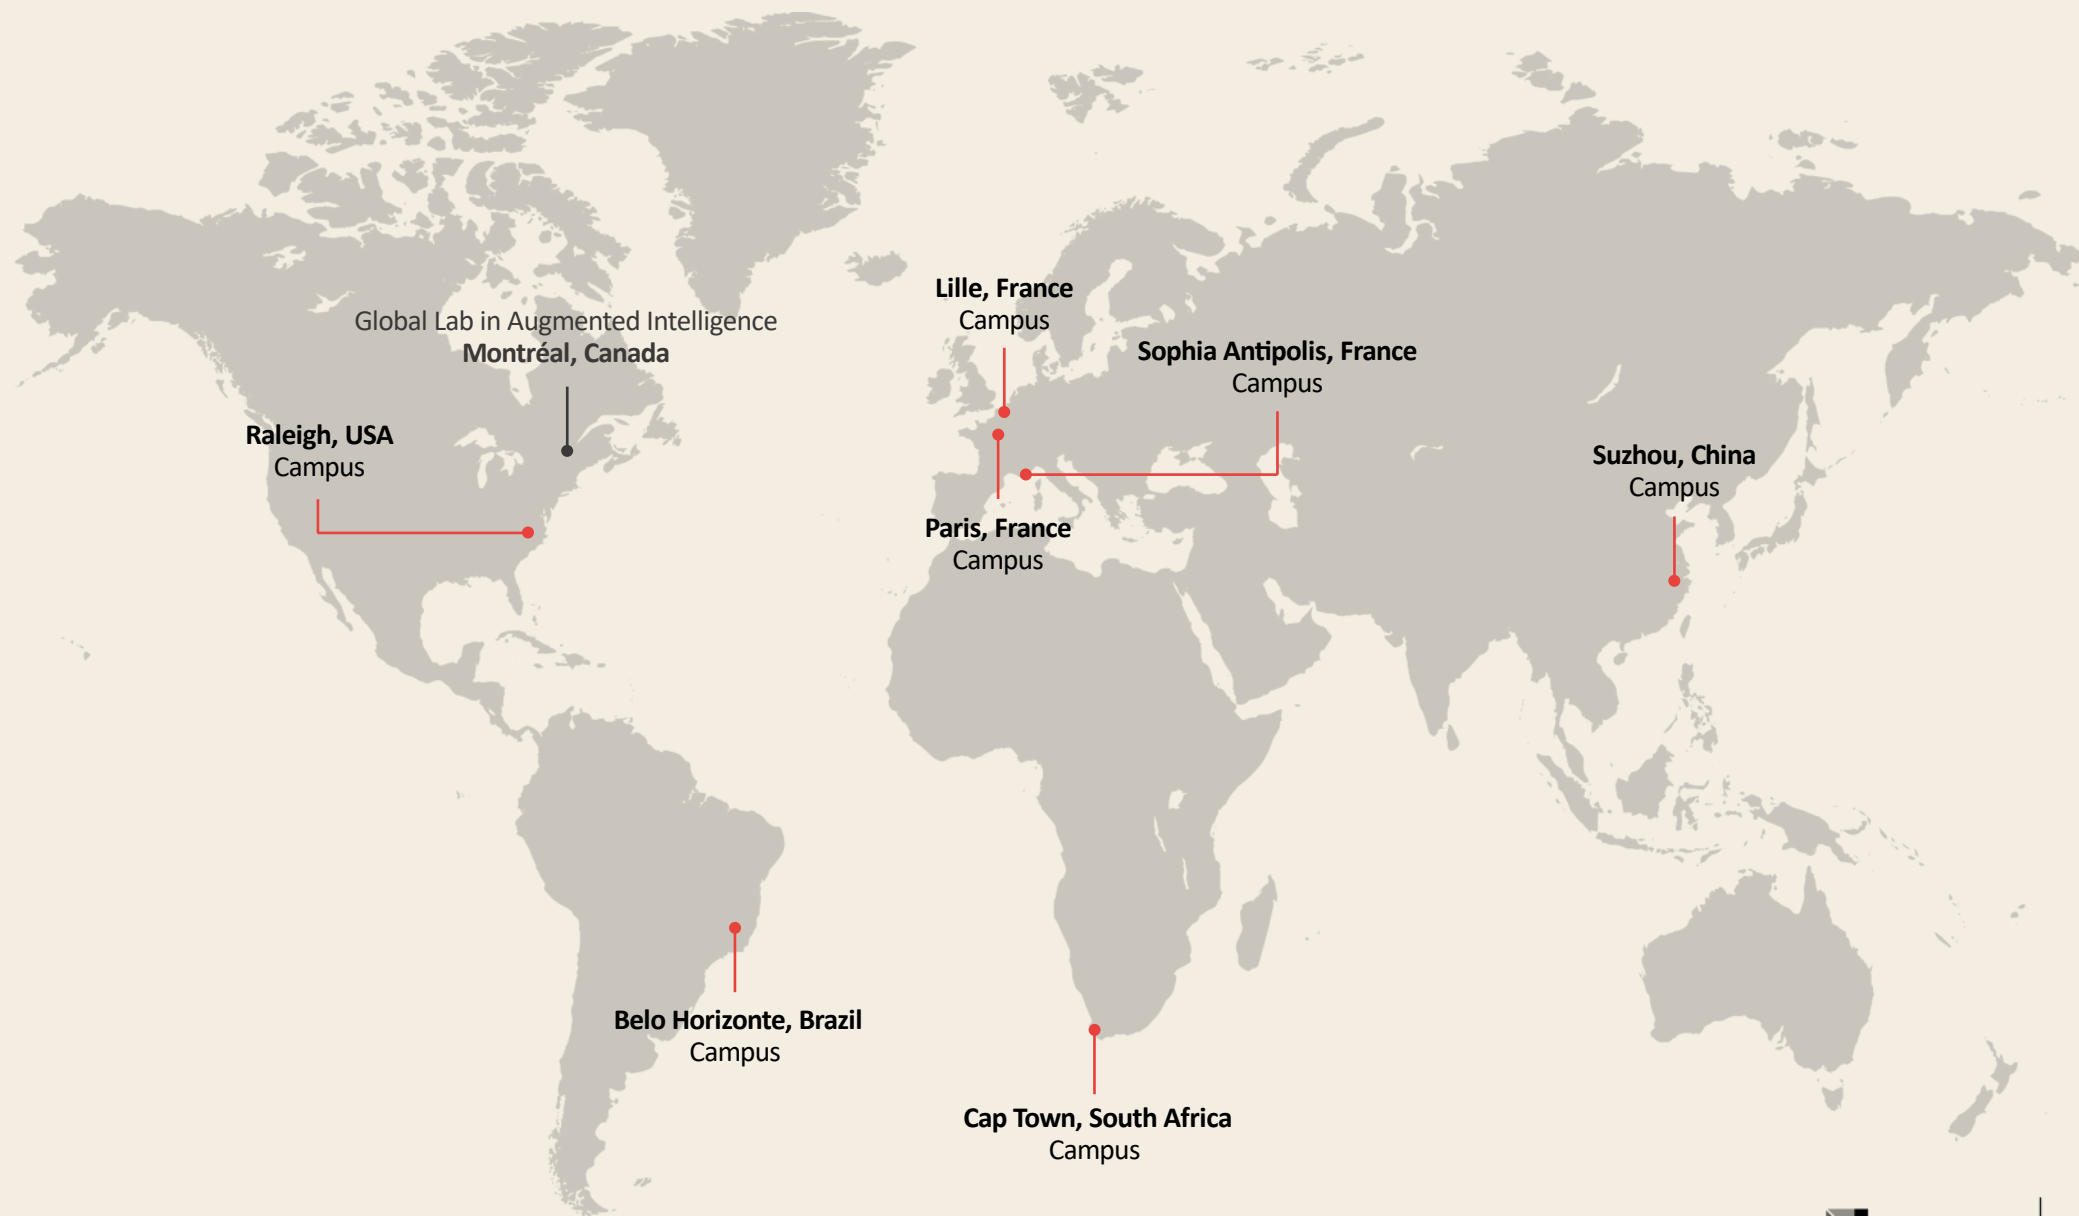 Lille, France
Campus
Global Lab in Augmented Intelligence
Montréal, Canada
Sophia Antipolis, France
Campus
Raleigh, USA
Campus
Suzhou, China
Campus
Paris, France
Campus
Belo Horizonte, Brazil
Campus
Cap Town, South Africa
Campus